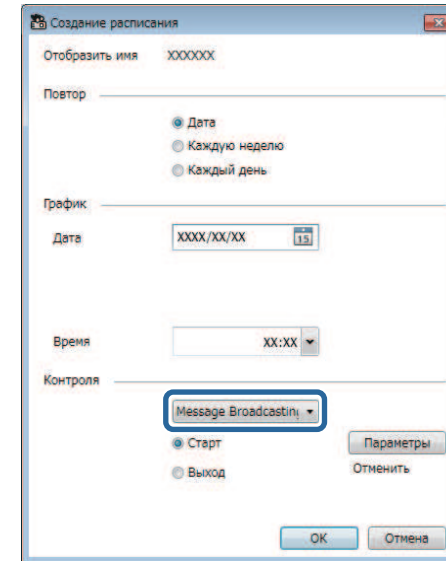 Создание расписания
Отобразить имя XXXXXX
Повтор
Дата
Каждую неделю
Каждый день
График
Дата XXXX/XX/XX 15
Время XX:XX
Контроля
Message Broadcasting
Старт Параметры
Выход Отменить
OK Отмена